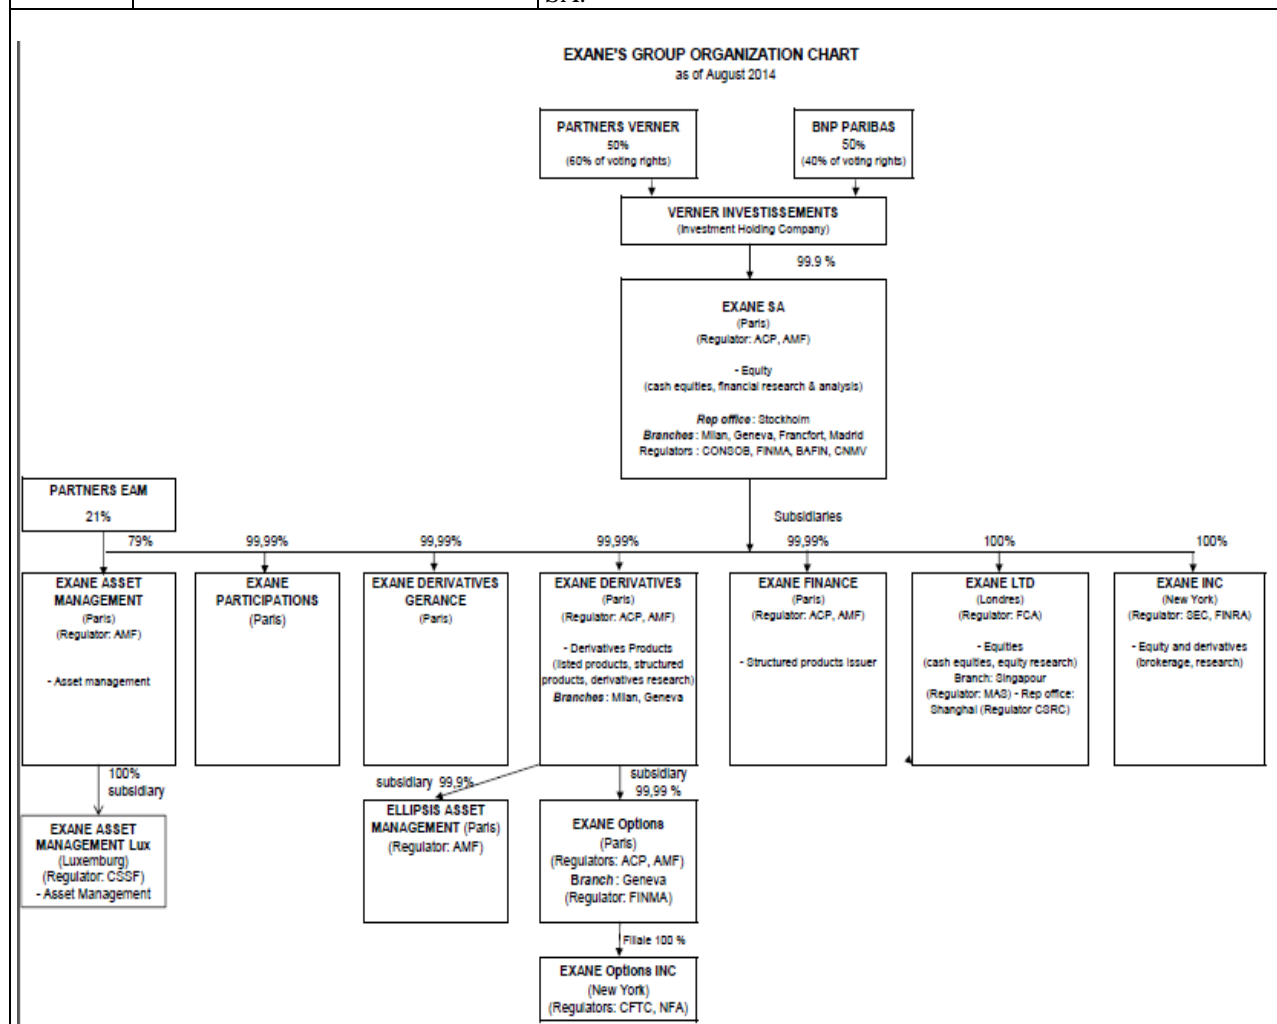 SA.
EXANE'S GROUP ORGANIZATION CHART
as of August 2014
PARTNERS VERNER
50%
(60% of voting rights)
BNP PARIBAS
50%
(40% of voting rights)
VERNER INVESTISSEMENTS
(Investment Holding Company)
99.9 %
EXANE SA
(Paris)
(Regulator: ACP, AMF)
- Equity
(cash equities, financial research & analysis)
Rep office : Stockholm
Branches : Milan, Geneva, Francfort, Madrid
Regulators : CONSOB, FINMA, BAFIN, CNMV
PARTNERS EAM
21%
Subsidiaries
79%
99,99%
99,99%
99,99%
99,99%
100%
100%
EXANE ASSET
MANAGEMENT
(Paris)
(Regulator: AMF)
- Asset management
EXANE
PARTICIPATIONS
(Paris)
EXANE DERIVATIVES
GERANCE
(Paris)
EXANE DERIVATIVES
(Paris)
(Regulator: ACP, AMF)
- Derivatives Products
(listed products, structured
products, derivatives research)
Branches : Milan, Geneva
EXANE FINANCE
(Paris)
(Regulator: ACP, AMF)
- Structured products issuer
EXANE LTD
(Londres)
(Regulator: FCA)
- Equities
(cash equities, equity research)
Branch: Singapour
(Regulator: MAS) - Rep office:
Shanghai (Regulator CSRC)
EXANE INC
(New York)
(Regulator: SEC, FINRA)
- Equity and derivatives
(brokerage, research)
100%
subsidiary
subsidiary 99,9%
subsidiary
99,99 %
EXANE ASSET
MANAGEMENT Lux
(Luxemburg)
(Regulator: CSSF)
- Asset Management
ELLIPSIS ASSET
MANAGEMENT (Paris)
(Regulator: AMF)
EXANE Options
(Paris)
(Regulators: ACP, AMF)
Branch : Geneva
(Regulator: FINMA)
Filiale 100 %
EXANE Options INC
(New York)
(Regulators: CFTC, NFA)